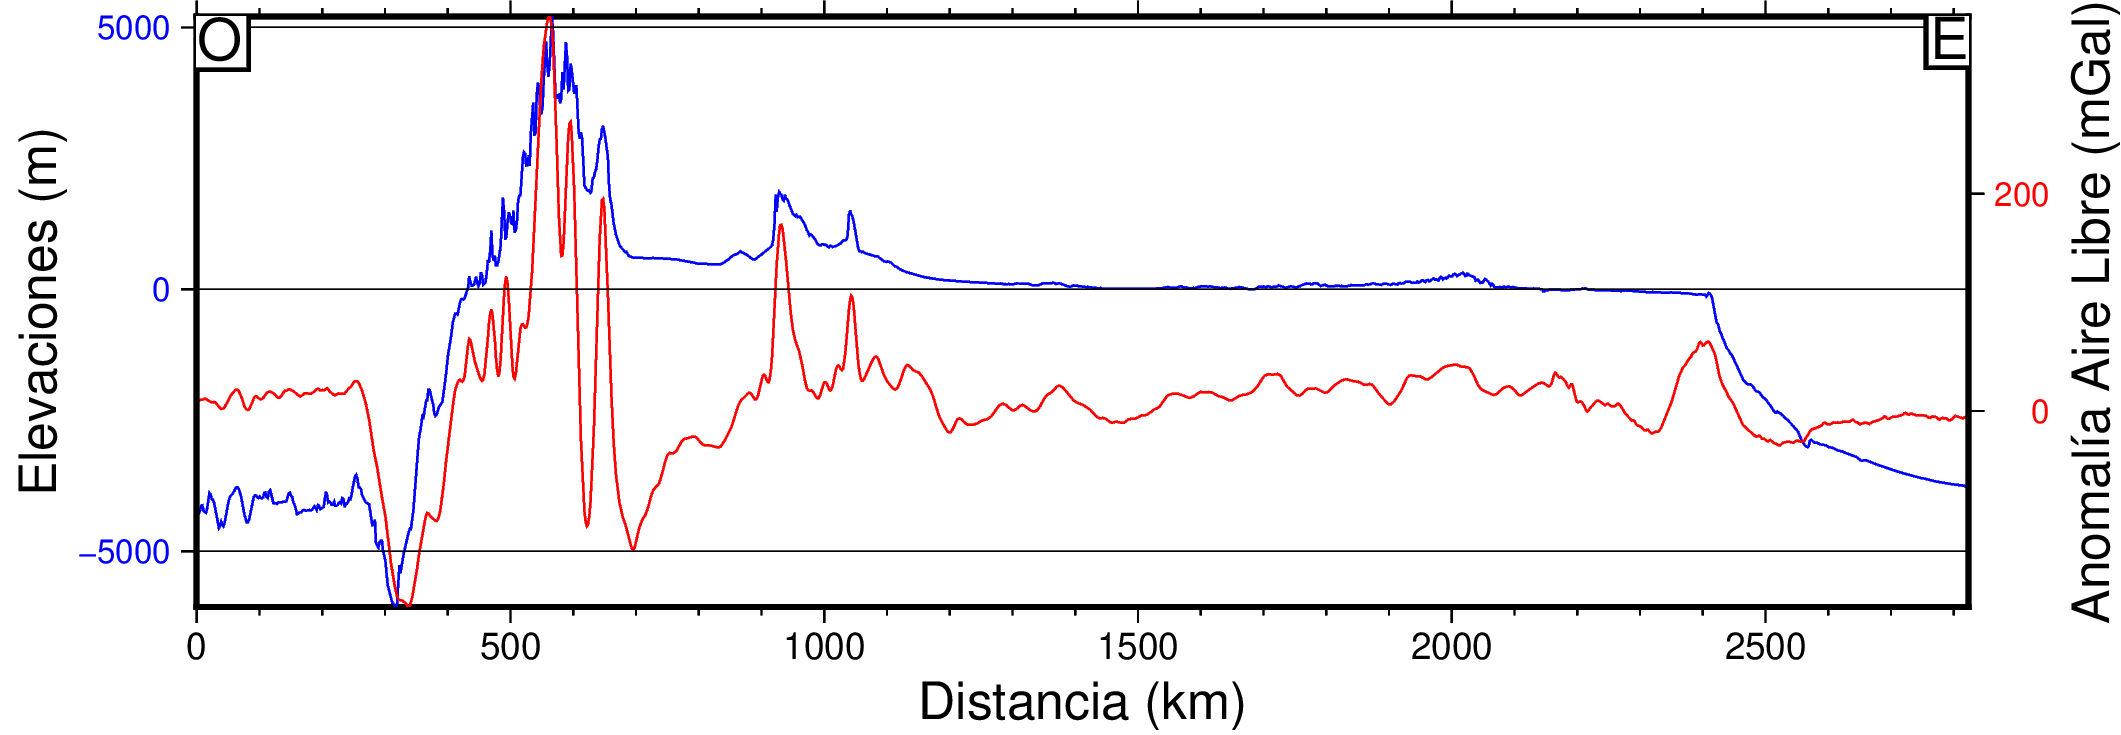 O
E
Elevaciones (m)
5000
0
−5000
Anomalía Aire Libre (mGal)
200
0
0
500
1000
1500
2000
2500
Distancia (km)